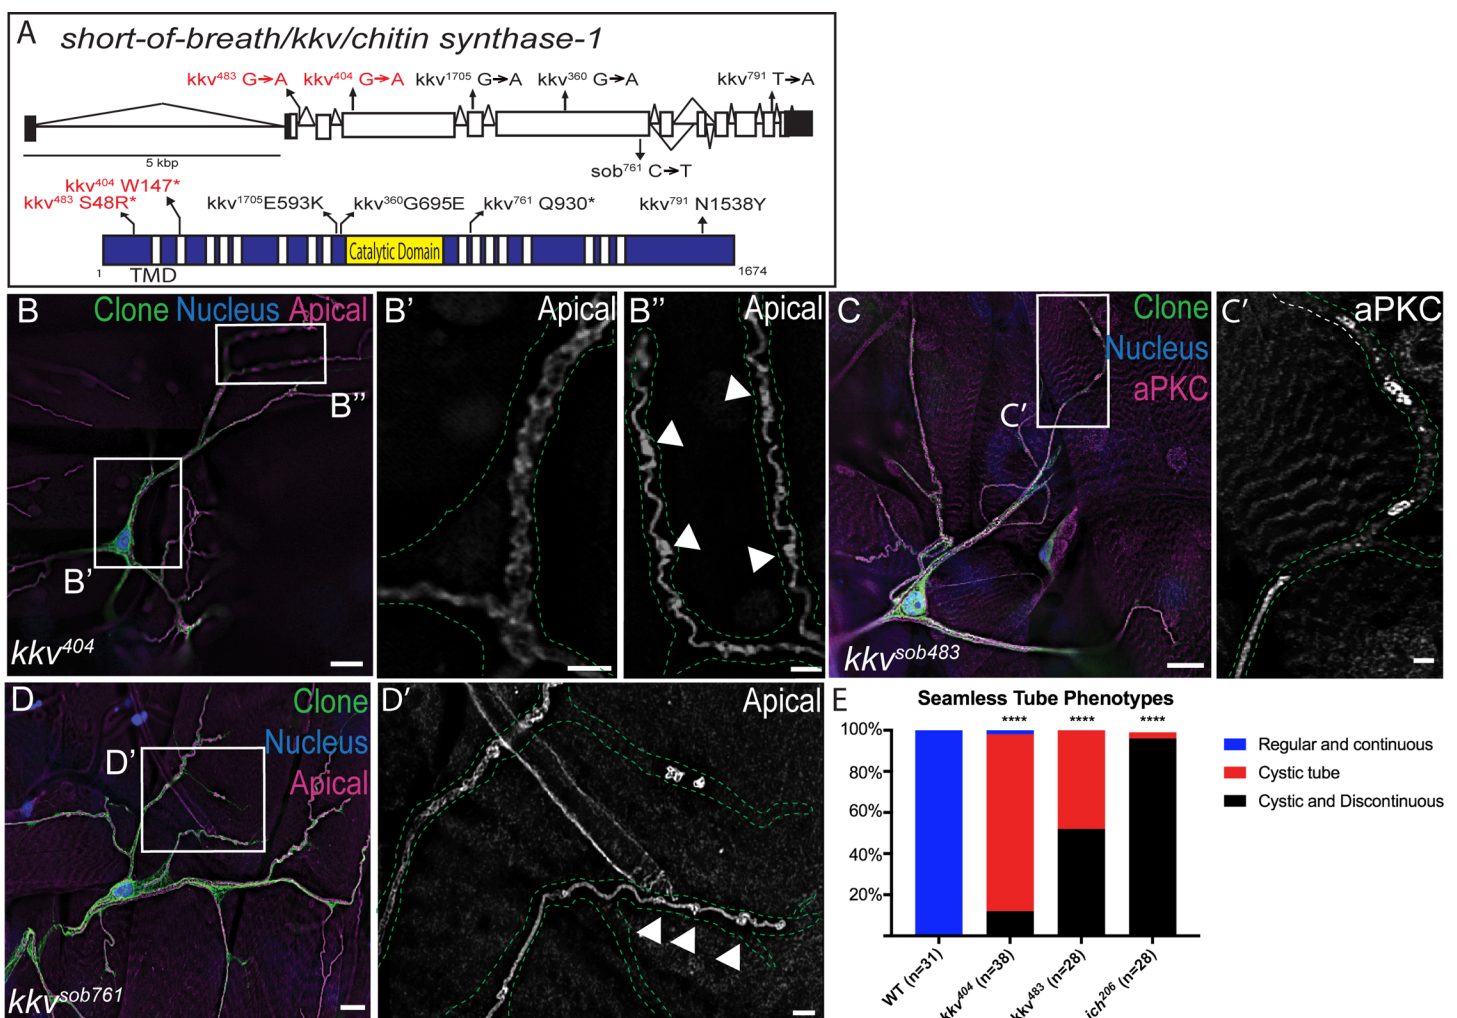 A short-of-breath/kkv/chitin synthase-1
kkv483 G→A kkv404 G→A kkv1705 G→A kkv360 G→A kkv791 T→A
5 kbp
sob761 C→T
kkv404 W147*
kkv483 S48R* kkv1705E593K kkv360G695E kkv761 Q930* kkv791 N1538Y
Catalytic Domain
1 TMD 1674
B Clone Nucleus Apical
B''
B'
kkv404
B' Apical
B'' Apical
C Clone
Nucleus
aPKC
C'
kkvsob483
C' aPKC
D Clone
Nucleus
Apical
D'
kkvsob761
D' Apical
E Seamless Tube Phenotypes
**** **** ****
100%
80%
60%
40%
20%
WT (n=31)
kkv404 (n=38)
kkv483 (n=28)
ich206 (n=28)
Regular and continuous
Cystic tube
Cystic and Discontinuous